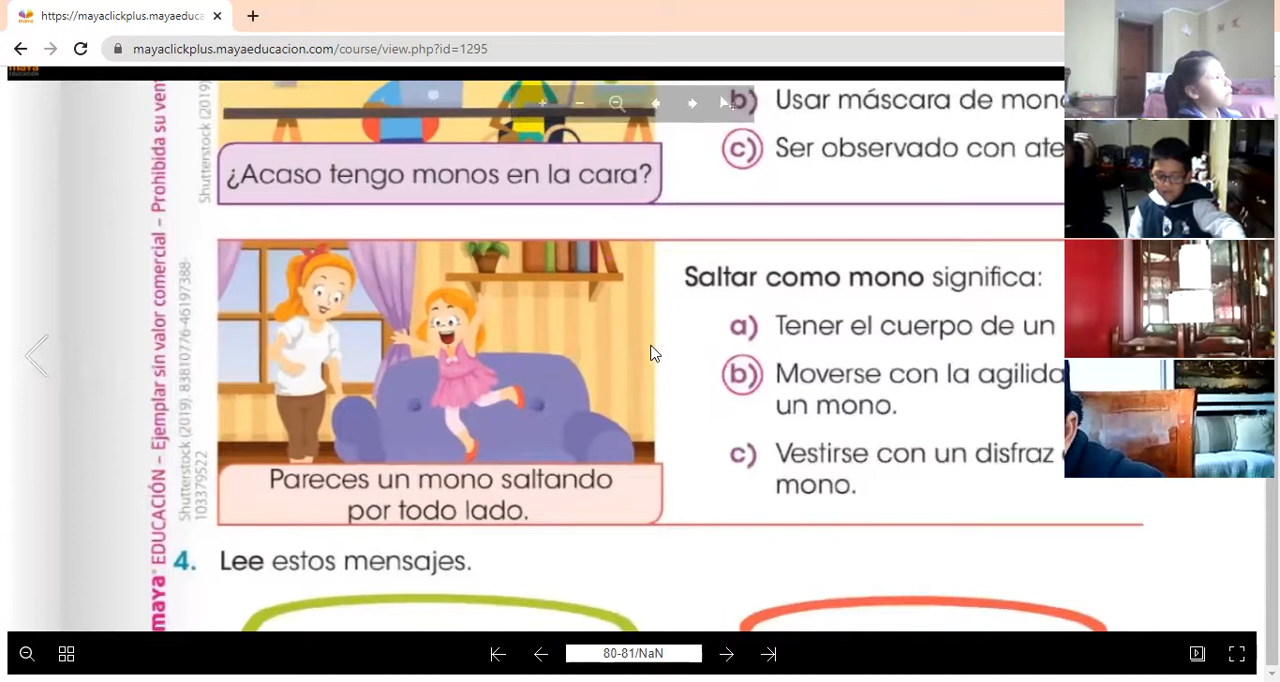 https://mayaclickplus.mayaeduca
mayaclickplus.mayaeducacion.com/course/view.php?id=1295
maya
EDUCACIÓN
maya EDUCACIÓN – Ejemplar sin valor comercial – Prohibida su ven
Shutterstock (2019)
¿Acaso tengo monos en la cara?
b) Usar máscara de mono
c) Ser observado con ate
Shutterstock (2019). 83810776-46197388-
103379522
Pareces un mono saltando
por todo lado.
Saltar como mono significa:
a) Tener el cuerpo de un
b) Moverse con la agilida
un mono.
c) Vestirse con un disfraz
mono.
4. Lee estos mensajes.
80-81/NaN